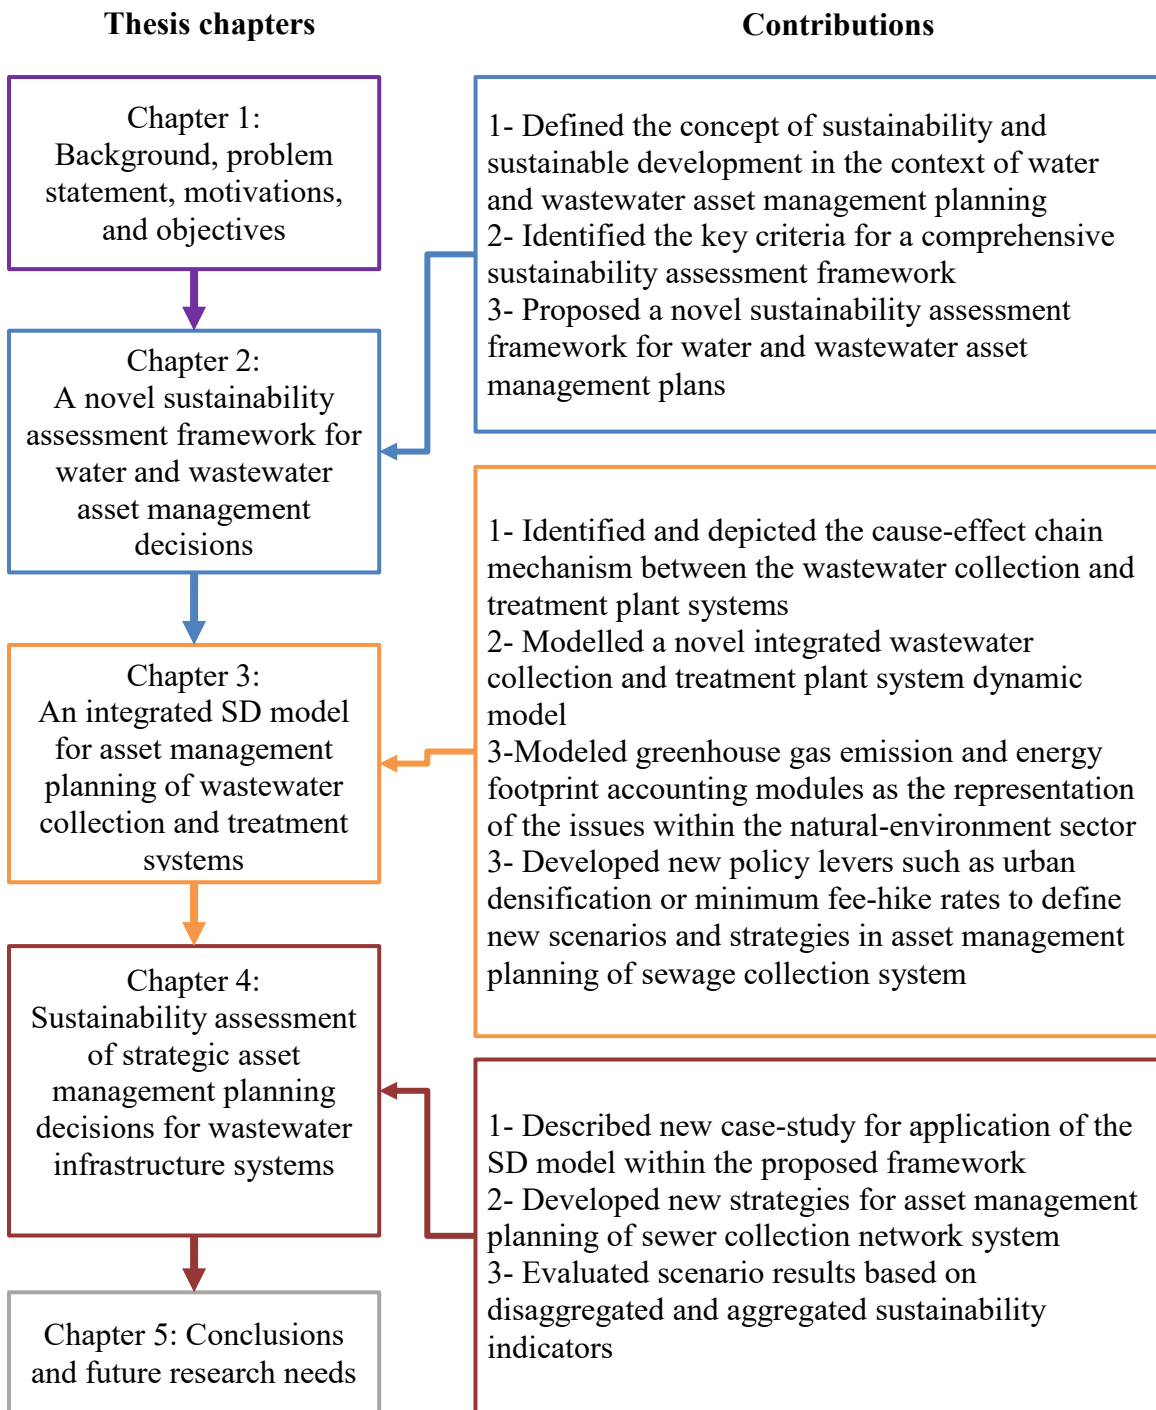 Thesis chapters
Contributions
Chapter 1:
Background, problem
statement, motivations,
and objectives
1- Defined the concept of sustainability and
sustainable development in the context of water
and wastewater asset management planning
2- Identified the key criteria for a comprehensive
sustainability assessment framework
3- Proposed a novel sustainability assessment
framework for water and wastewater asset
management plans
Chapter 2:
A novel sustainability
assessment framework for
water and wastewater
asset management
decisions
1- Identified and depicted the cause-effect chain
mechanism between the wastewater collection and
treatment plant systems
2- Modelled a novel integrated wastewater
collection and treatment plant system dynamic
model
3-Modeled greenhouse gas emission and energy
footprint accounting modules as the representation
of the issues within the natural-environment sector
3- Developed new policy levers such as urban
densification or minimum fee-hike rates to define
new scenarios and strategies in asset management
planning of sewage collection system
Chapter 3:
An integrated SD model
for asset management
planning of wastewater
collection and treatment
systems
Chapter 4:
Sustainability assessment
of strategic asset
management planning
decisions for wastewater
infrastructure systems
1- Described new case-study for application of the
SD model within the proposed framework
2- Developed new strategies for asset management
planning of sewer collection network system
3- Evaluated scenario results based on
disaggregated and aggregated sustainability
indicators
Chapter 5: Conclusions
and future research needs